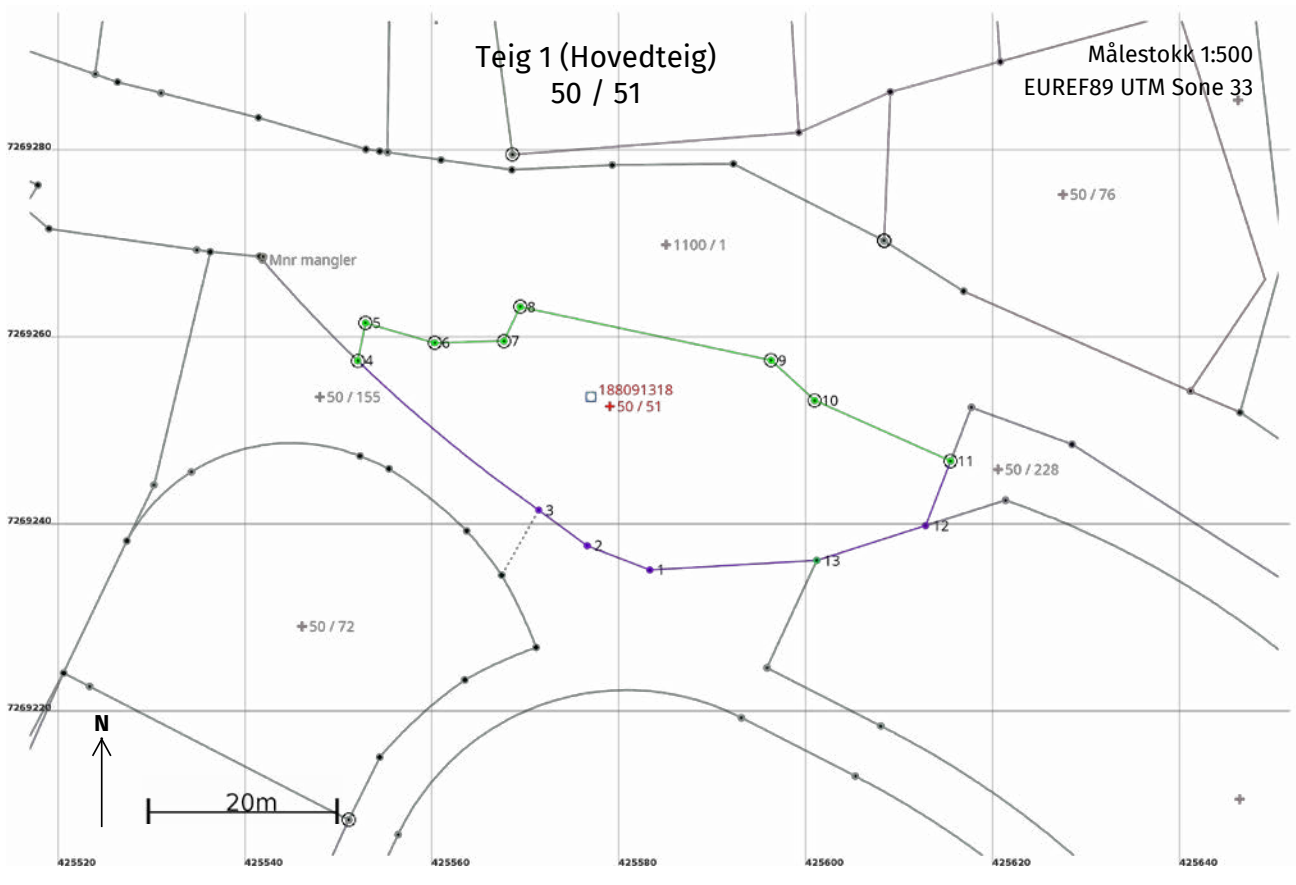 Teig 1 (Hovedteig)
50 / 51
Målestokk 1:500
EUREF89 UTM Sone 33
7269280
50 / 76
1100 / 1
Mnr mangler
8
5
7269260
6
7
4
9
188091318
50 / 155
50 / 51
10
11
50 / 228
3
7269240
12
2
13
1
50 / 72
7269220
N
20m
425520
425540
425560
425580
425600
425620
425640